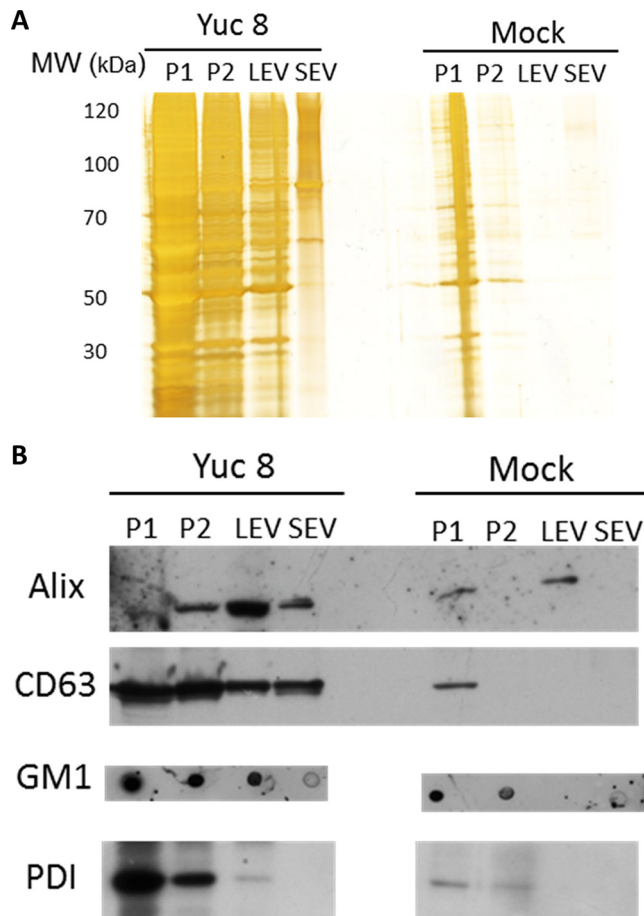 A
Yuc 8 Mock
MW (kDa) P1 P2 LEV SEV P1 P2 LEV SEV
120
100
70
50
30
B
Yuc 8 Mock
P1 P2 LEV SEV P1 P2 LEV SEV
Alix
CD63
GM1
PDI